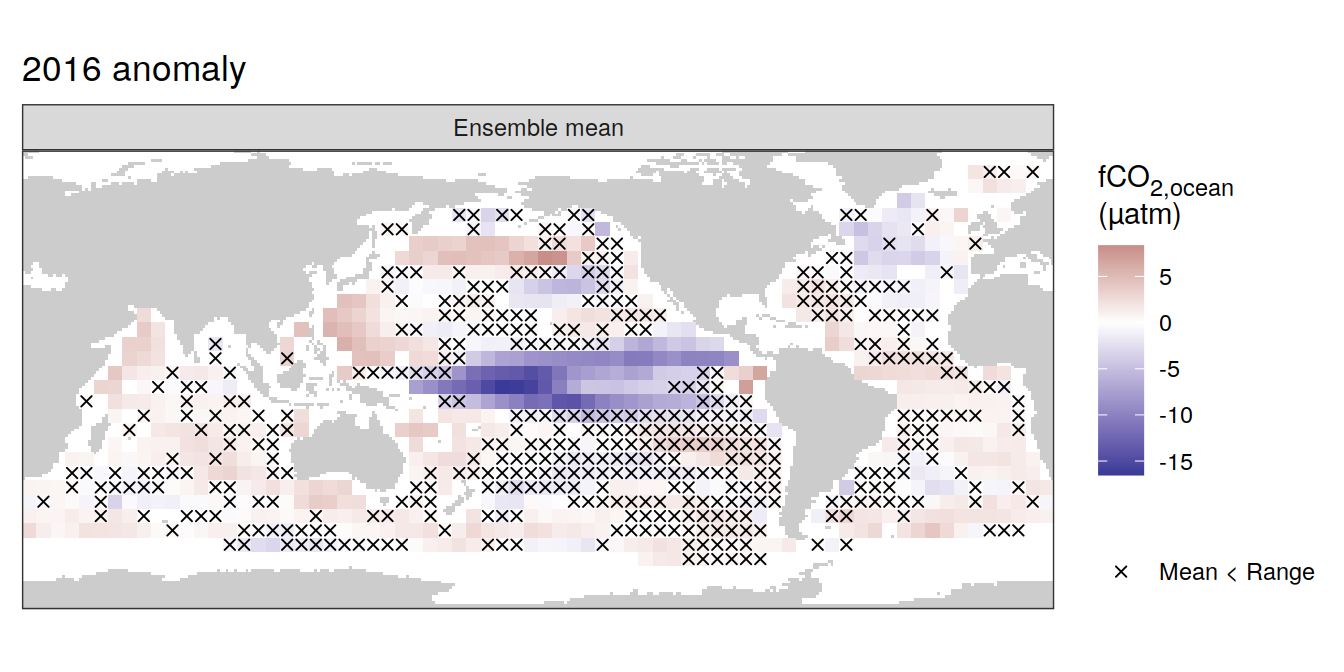 2016 anomaly
Ensemble mean
fCO2,ocean
(µatm)
5
0
-5
-10
-15
× Mean < Range